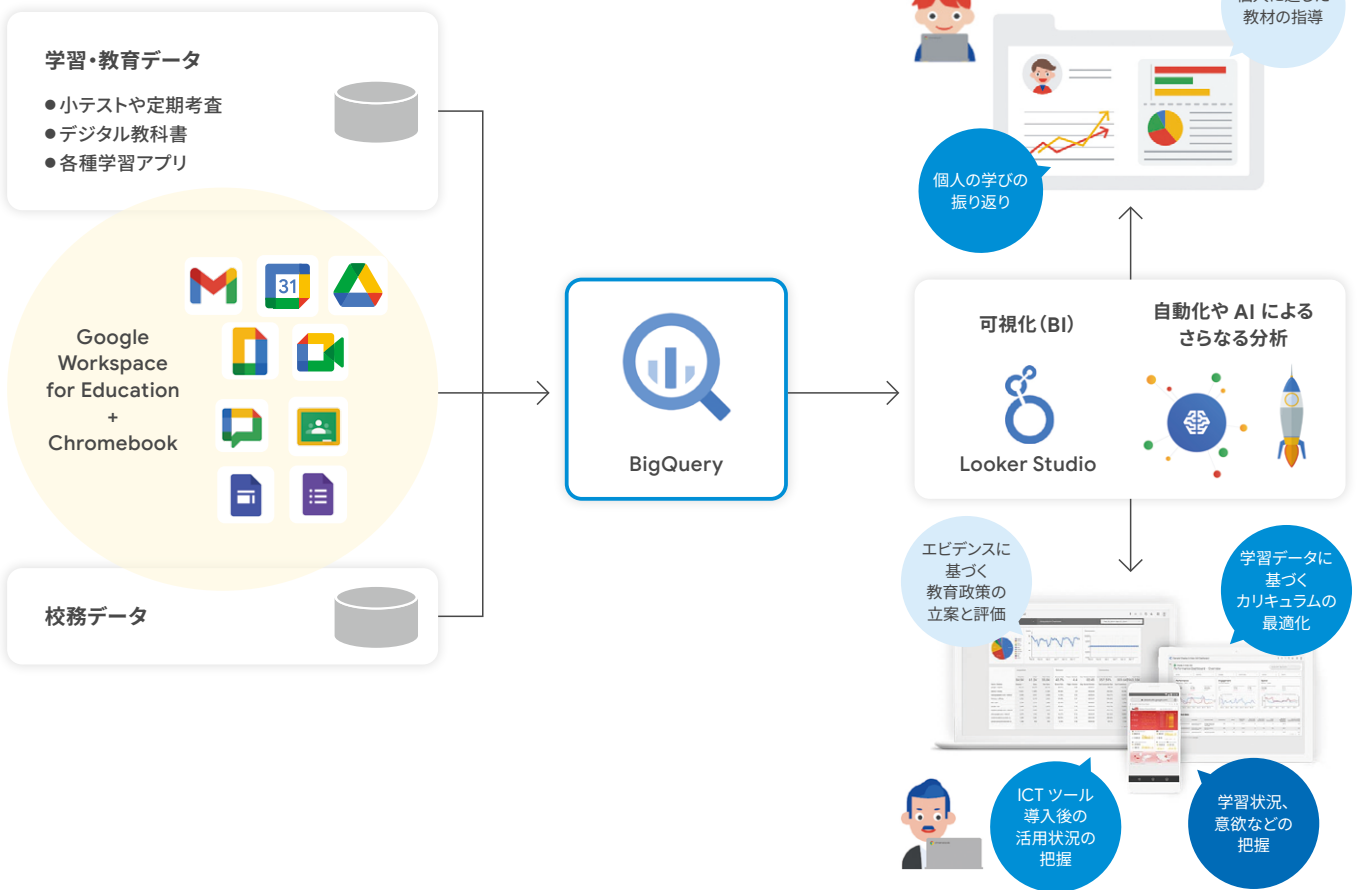 学習・教育データ
●小テストや定期考査
●デジタル教科書
●各種学習アプリ
Google
Workspace
for Education
+
Chromebook
31
校務データ
BigQuery
教材の指導
個人の学びの
振り返り
可視化(BI)
Looker Studio
自動化や AI による
さらなる分析
エビデンスに
基づく
教育政策の
立案と評価
学習データに
基づく
カリキュラムの
最適化
ICT ツール
導入後の
活用状況の
把握
学習状況、
意欲などの
把握